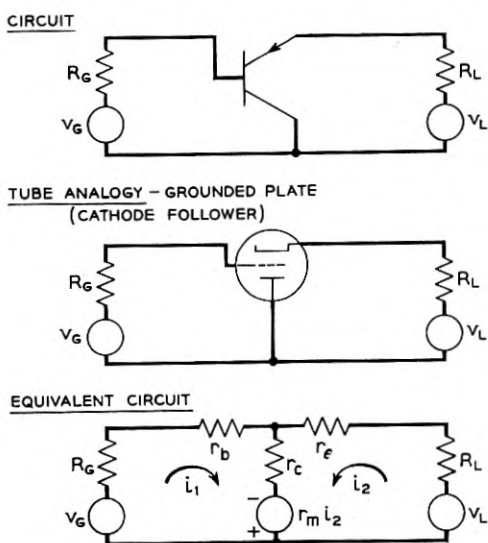 CIRCUIT
R_G
R_L
v_G
v_L
TUBE ANALOGY – GROUNDED PLATE
(CATHODE FOLLOWER)
R_G
R_L
v_G
v_L
EQUIVALENT CIRCUIT
r_b
r_ε
R_G
r_c
R_L
i_1
i_2
v_G
–
+
r_m i_2
v_L